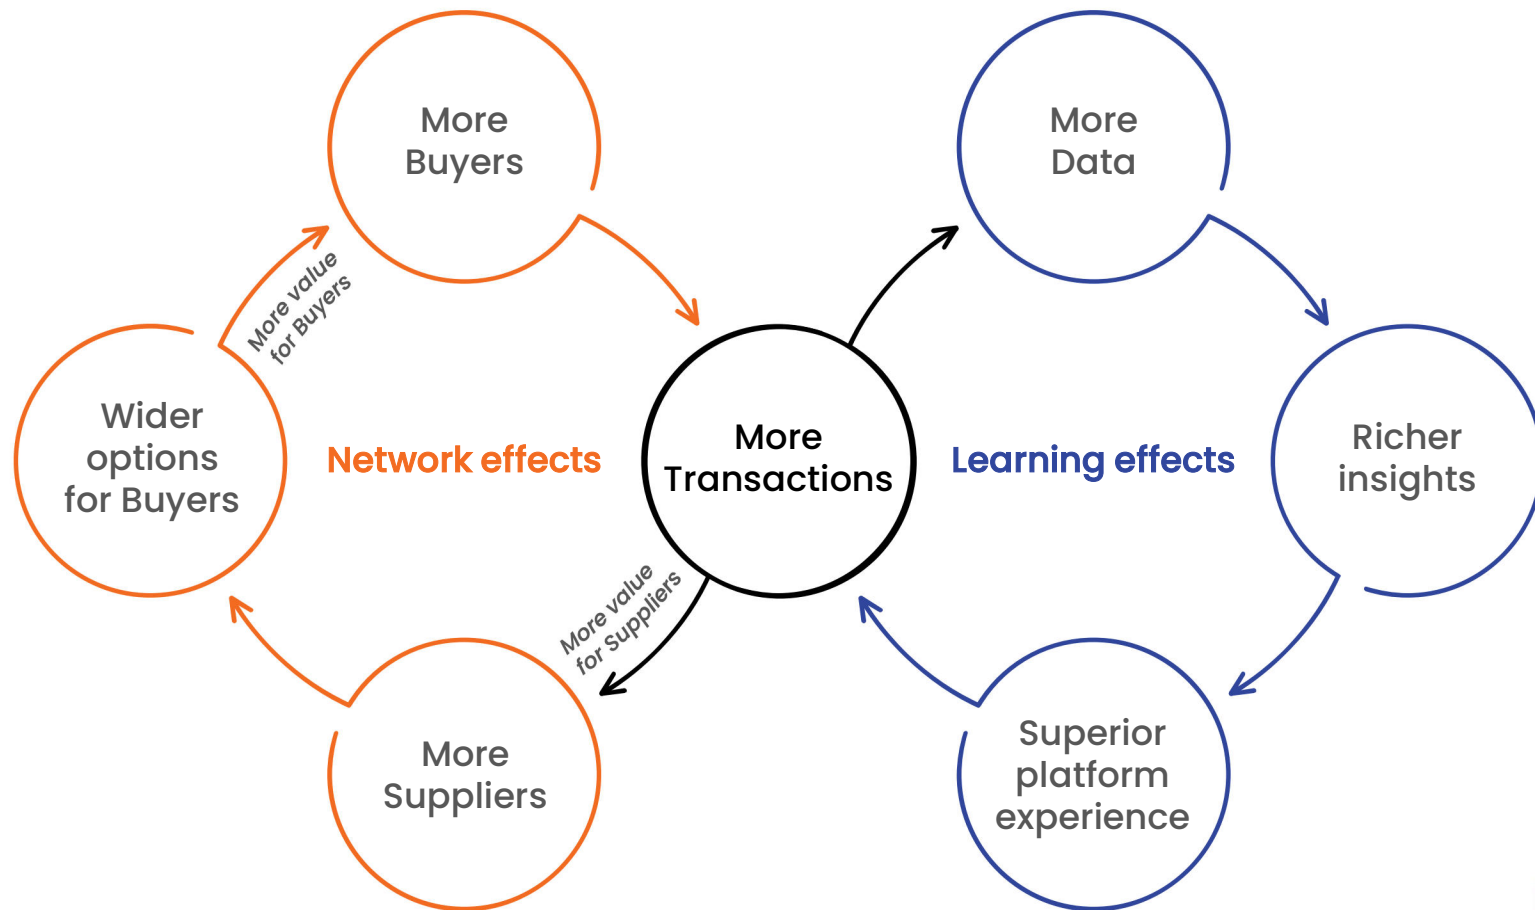 More
Buyers
More
Data
More value
for Buyers
Wider
options
for Buyers
Network effects
More
Transactions
Learning effects
Richer
insights
More value
for Suppliers
More
Suppliers
Superior
platform
experience